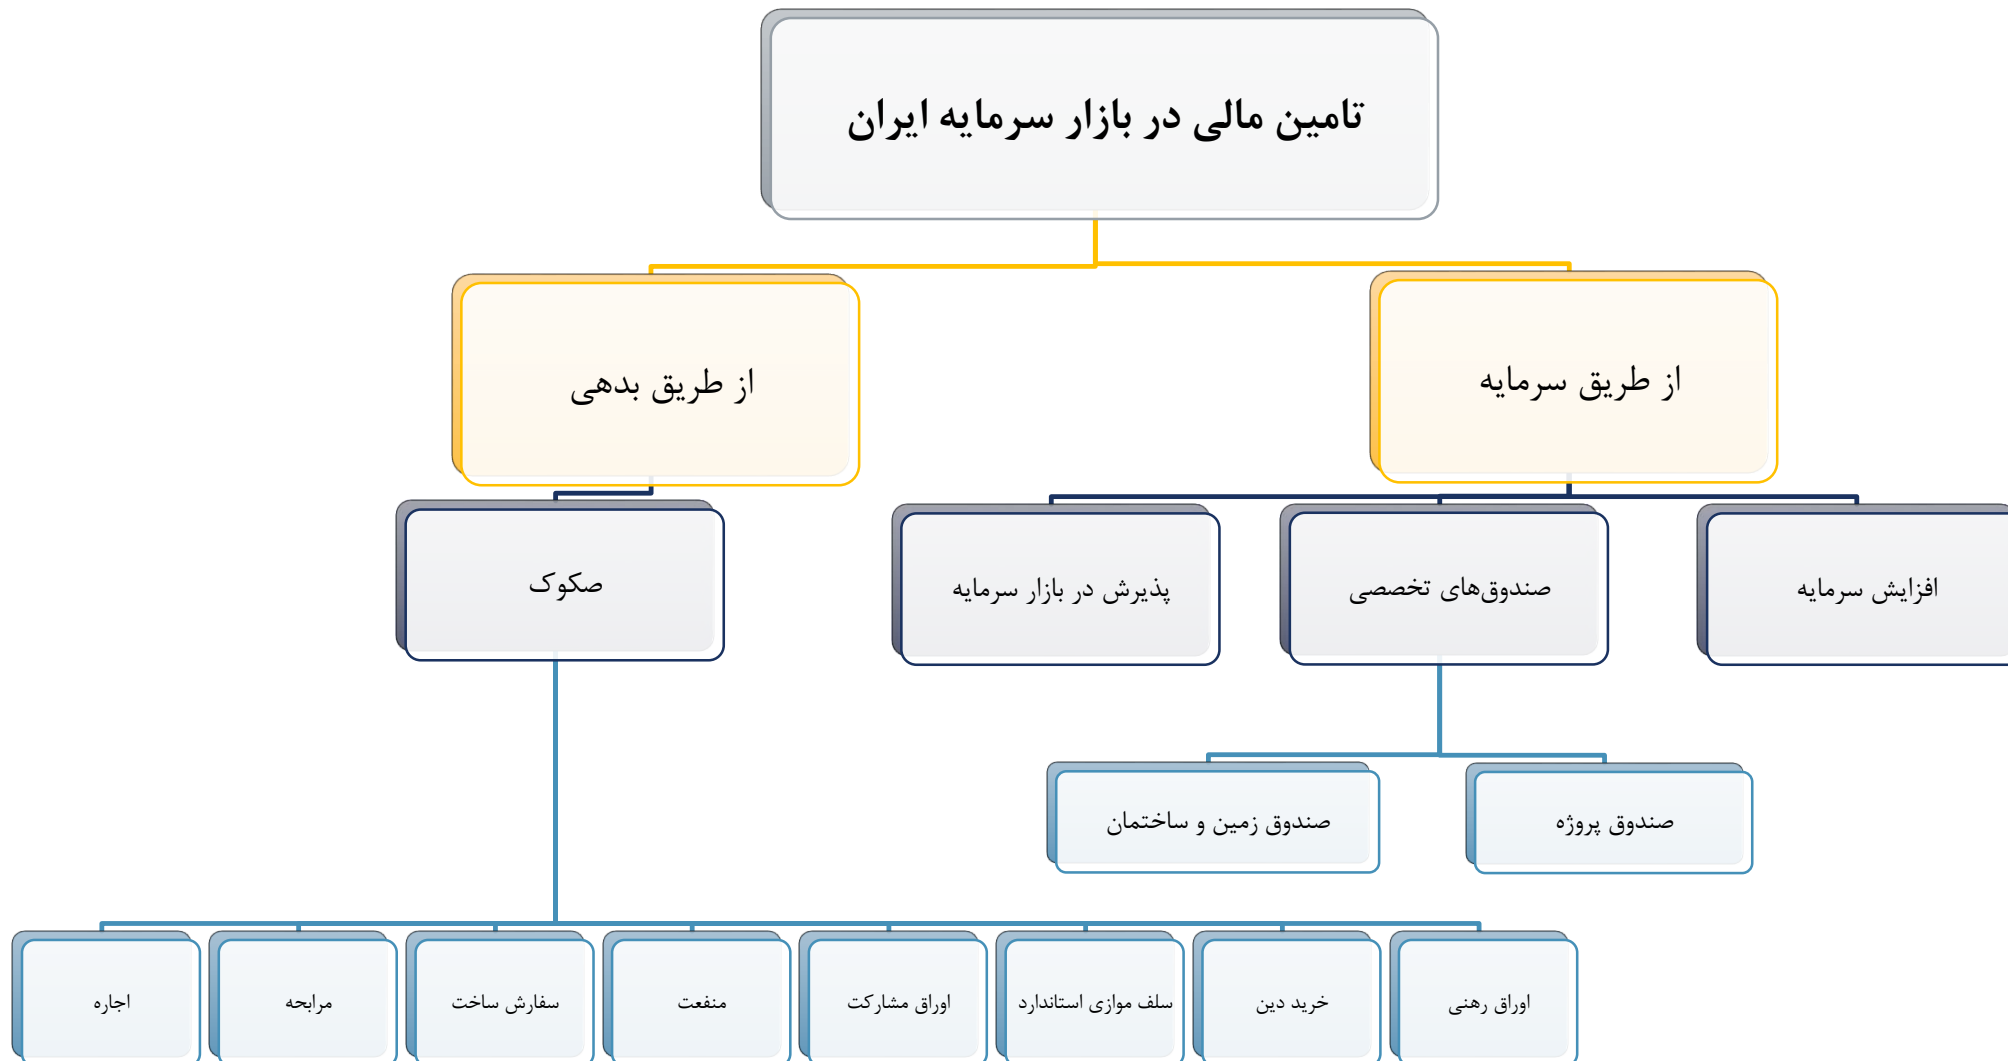 تامین مالی در بازار سرمایه ایران
از طریق سرمایه
از طریق بدهی
افزایش سرمایه
صندوق‌های تخصصی
پذیرش در بازار سرمایه
صکوک
صندوق پروژه
صندوق زمین و ساختمان
اوراق رهنی
خرید دین
سلف موازی استاندارد
اوراق مشارکت
منفعت
سفارش ساخت
مرابحه
اجاره